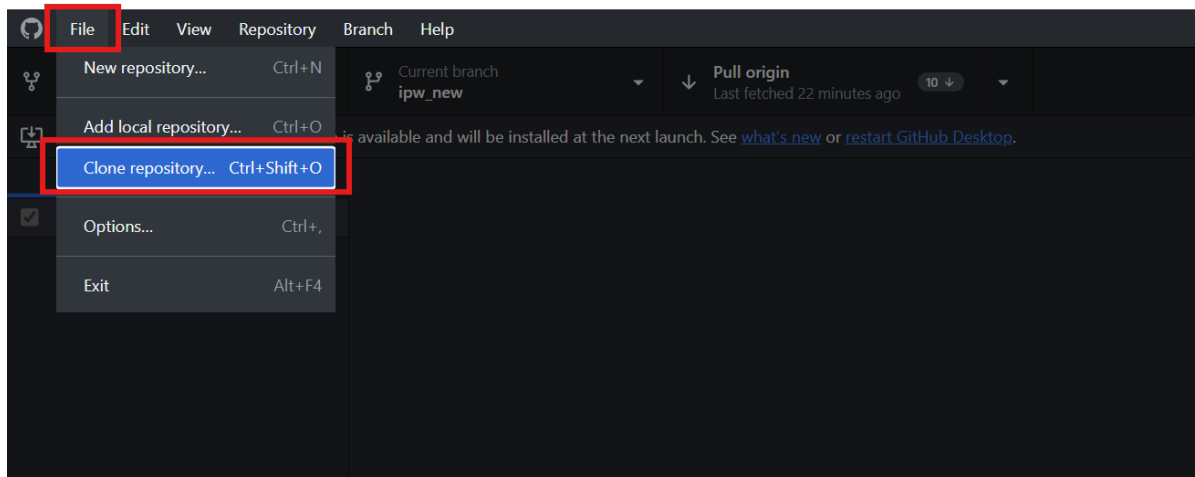 File Edit View Repository Branch Help
New repository... Ctrl+N
Add local repository... Ctrl+O
Clone repository... Ctrl+Shift+O
Options... Ctrl+,
Exit Alt+F4
Current branch
ipw_new
Pull origin
Last fetched 22 minutes ago
10
is available and will be installed at the next launch. See what's new or restart GitHub Desktop.